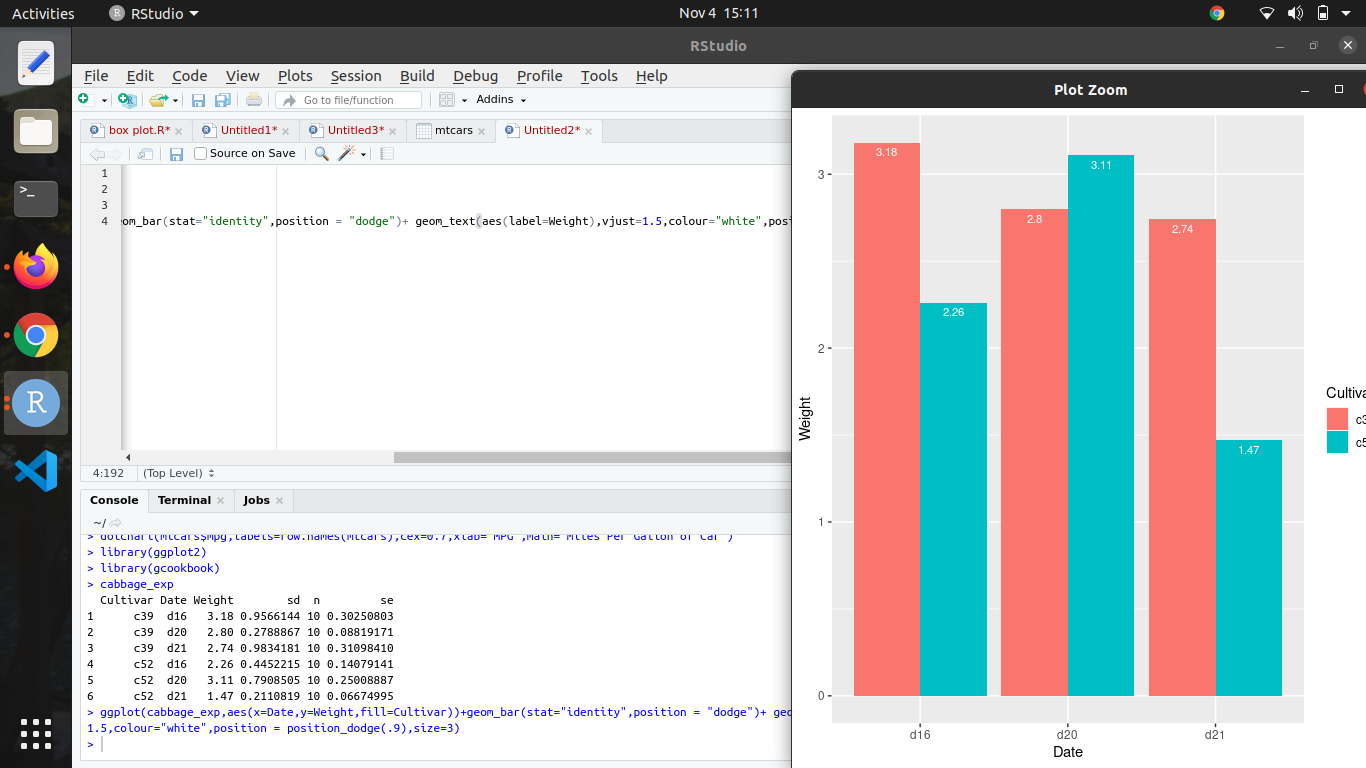 Activities RStudio Nov 4 15:11
RStudio
File Edit Code View Plots Session Build Debug Profile Tools Help
Go to file/function Addins
Plot Zoom
box plot.R* Untitled1* Untitled3* mtcars Untitled2*
Source on Save
1
2
3
4 eom_bar(stat="identity",position = "dodge")+ geom_text(aes(label=Weight),vjust=1.5,colour="white",posi
4:192 (Top Level)
Console Terminal Jobs
~/
> dotchart(mtcars$mpg,labels=row.names(mtcars),cex=0.7,xlab="MPG",main="Miles Per Gallon of Car")
> library(ggplot2)
> library(gcookbook)
> cabbage_exp
Cultivar Date Weight sd n se
1 c39 d16 3.18 0.9566144 10 0.30250803
2 c39 d20 2.80 0.2788867 10 0.08819171
3 c39 d21 2.74 0.9834181 10 0.31098410
4 c52 d16 2.26 0.4452215 10 0.14079141
5 c52 d20 3.11 0.7908505 10 0.25008887
6 c52 d21 1.47 0.2110819 10 0.06674995
> ggplot(cabbage_exp,aes(x=Date,y=Weight,fill=Cultivar))+geom_bar(stat="identity",position = "dodge")+ geo
1.5,colour="white",position = position_dodge(.9),size=3)
>
3.18
3.11
3
2.8
2.74
2.26
2
Weight
Cultiva
c3
c5
1.47
1
0
d16 d20 d21
Date
>_
R